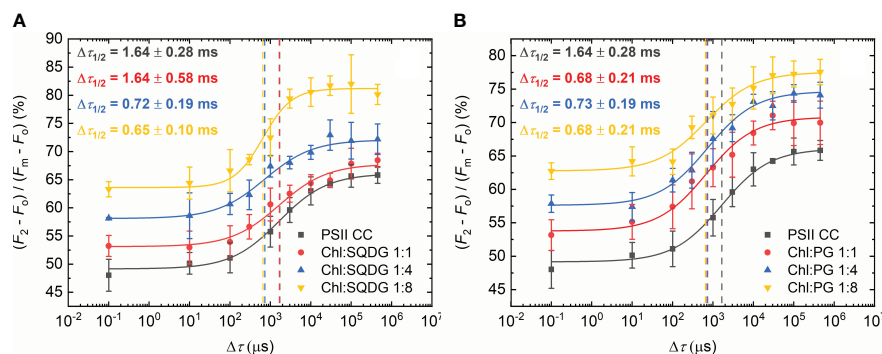 A
(F₂ - Fₒ) / (Fₘ - Fₒ) (%)
90
85
80
75
70
65
60
55
50
45
Δτ₁/₂ = 1.64 ± 0.28 ms
Δτ₁/₂ = 1.64 ± 0.58 ms
Δτ₁/₂ = 0.72 ± 0.19 ms
Δτ₁/₂ = 0.65 ± 0.10 ms
PSII CC
Chl:SQDG 1:1
Chl:SQDG 1:4
Chl:SQDG 1:8
10⁻² 10⁻¹ 10⁰ 10¹ 10² 10³ 10⁴ 10⁵ 10⁶ 10⁷
Δτ (μs)
B
(F₂ - Fₒ) / (Fₘ - Fₒ) (%)
85
80
75
70
65
60
55
50
45
Δτ₁/₂ = 1.64 ± 0.28 ms
Δτ₁/₂ = 0.68 ± 0.21 ms
Δτ₁/₂ = 0.73 ± 0.19 ms
Δτ₁/₂ = 0.68 ± 0.21 ms
PSII CC
Chl:PG 1:1
Chl:PG 1:4
Chl:PG 1:8
10⁻² 10⁻¹ 10⁰ 10¹ 10² 10³ 10⁴ 10⁵ 10⁶ 10⁷
Δτ (μs)